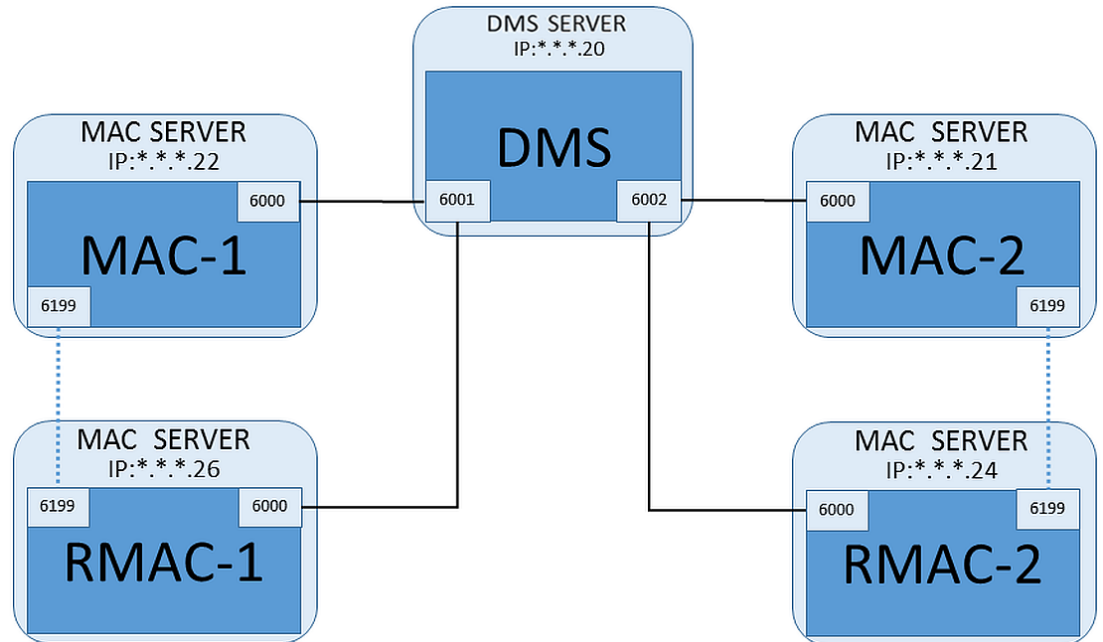 DMS SERVER
IP:*.*.*.20
DMS
6001
6002
MAC SERVER
IP:*.*.*.22
6000
MAC-1
6199
MAC SERVER
IP:*.*.*.21
6000
MAC-2
6199
MAC SERVER
IP:*.*.*.26
6199
6000
RMAC-1
MAC SERVER
IP:*.*.*.24
6000
6199
RMAC-2